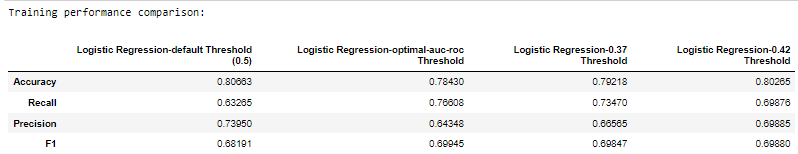 Training performance comparison:
Logistic Regression-default Threshold (0.5) Logistic Regression-optimal-auc-roc Threshold Logistic Regression-0.37 Threshold Logistic Regression-0.42 Threshold
Accuracy 0.80663 0.78430 0.79218 0.80265
Recall 0.63265 0.76608 0.73470 0.69876
Precision 0.73950 0.64348 0.66565 0.69885
F1 0.68191 0.69945 0.69847 0.69880